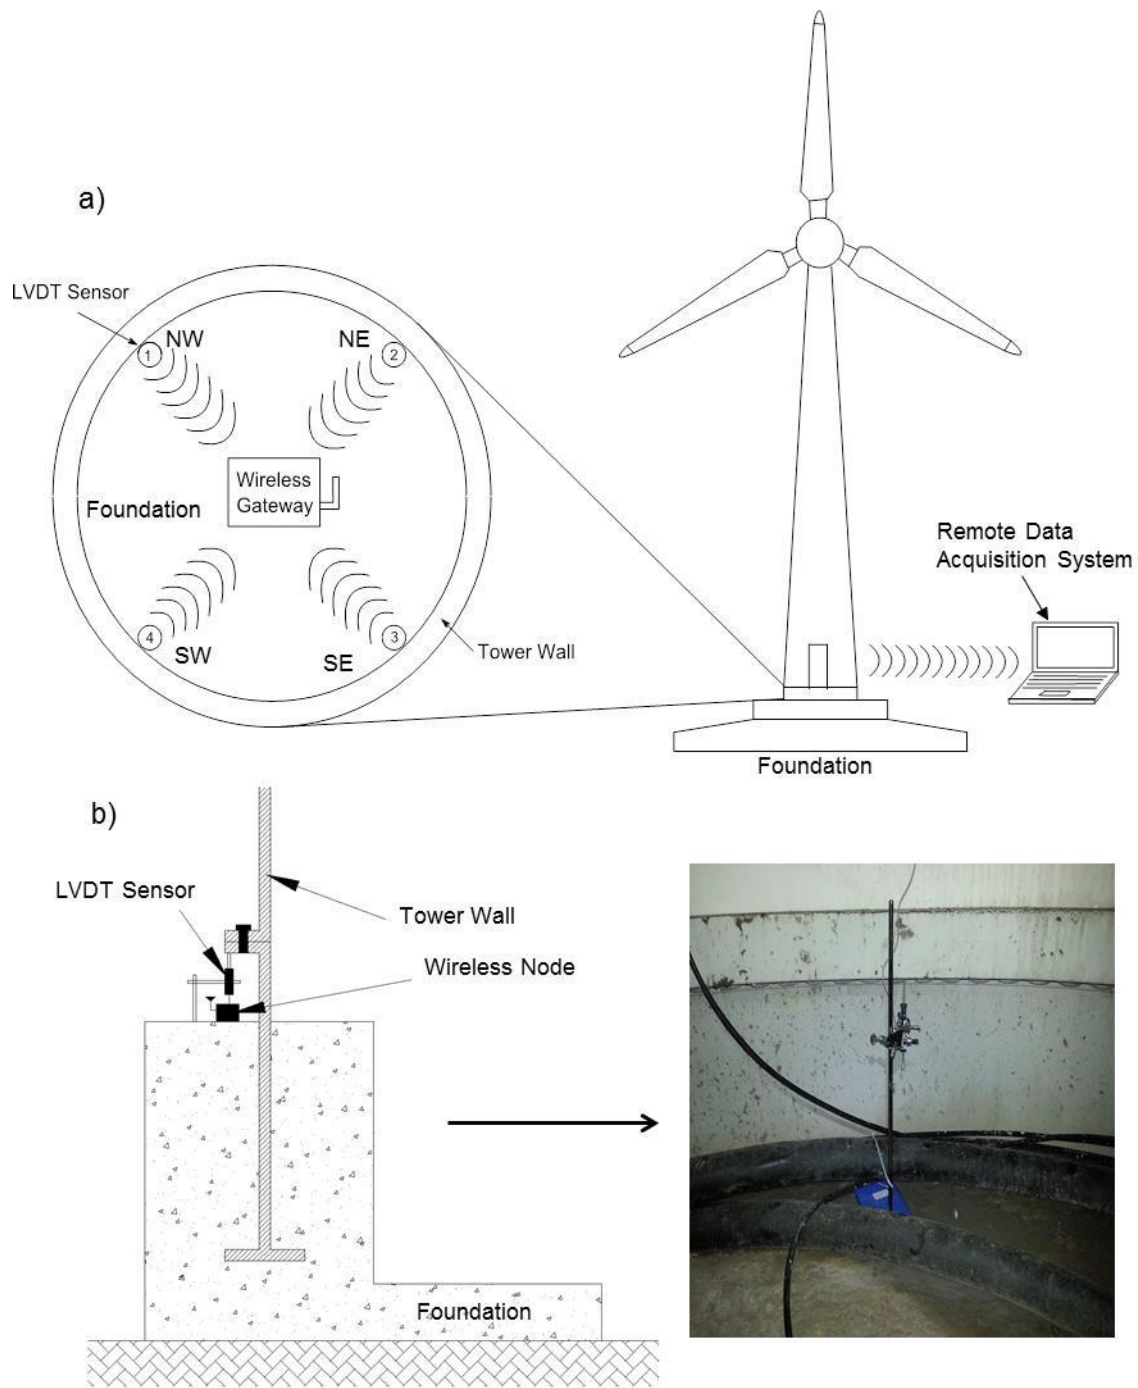 a)
LVDT Sensor
NW
NE
1
2
Wireless
Gateway
Foundation
Remote Data
Acquisition System
4
3
SW
SE
Tower Wall
Foundation
b)
LVDT Sensor
Tower Wall
Wireless Node
Foundation